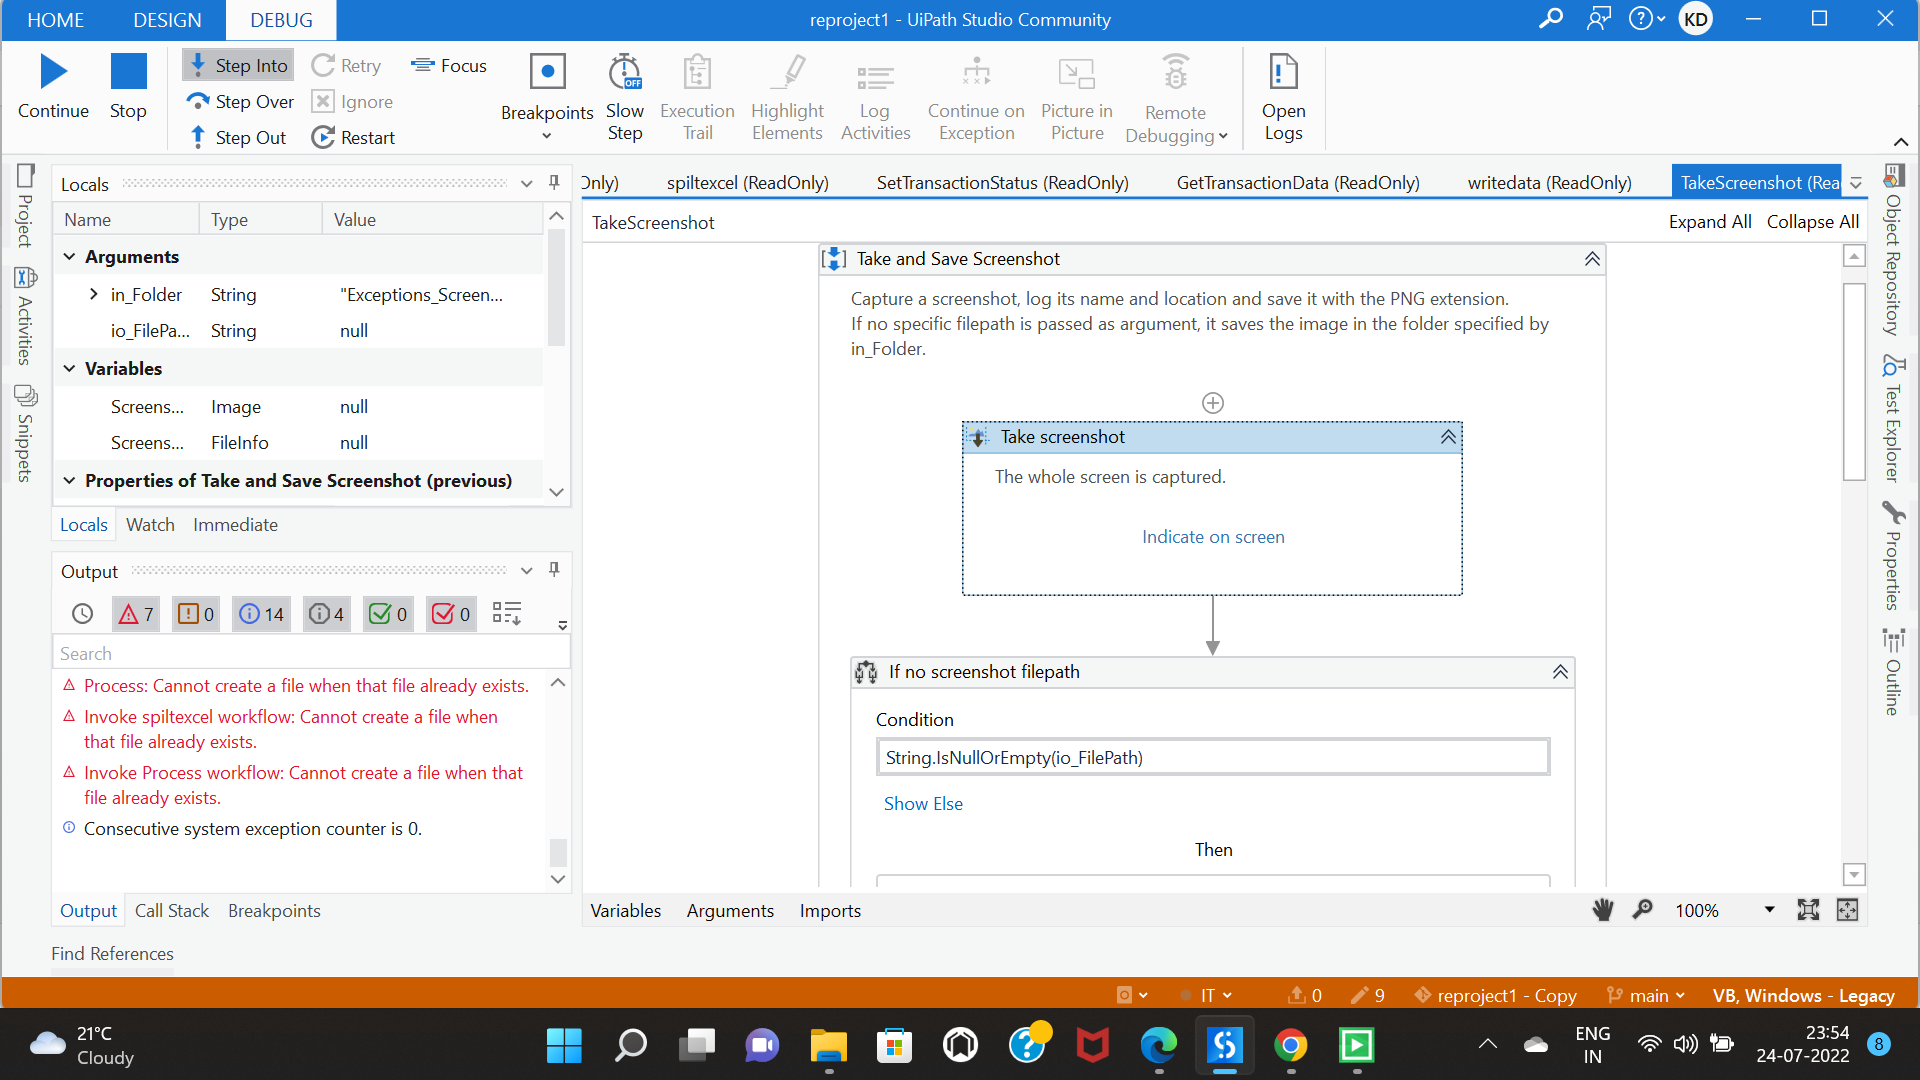 HOME DESIGN DEBUG reproject1 - UiPath Studio Community KD
Continue Stop Step Into Step Over Step Out Retry Ignore Restart Focus
Breakpoints
Slow Step
Execution Trail
Highlight Elements
Log Activities
Continue on Exception
Picture in Picture
Remote Debugging
Open Logs
Project
Activities
Snippets
Locals
Name Type Value
Arguments
in_Folder String "Exceptions_Screen...
io_FilePa... String null
Variables
Screens... Image null
Screens... FileInfo null
Properties of Take and Save Screenshot (previous)
Locals Watch Immediate
Output
7 0 14 4 0 0
Search
Process: Cannot create a file when that file already exists.
Invoke spiltexcel workflow: Cannot create a file when
that file already exists.
Invoke Process workflow: Cannot create a file when that
file already exists.
Consecutive system exception counter is 0.
Output Call Stack Breakpoints
Find References
Only) spiltexcel (ReadOnly) SetTransactionStatus (ReadOnly) GetTransactionData (ReadOnly) writedata (ReadOnly) TakeScreenshot (Rea
TakeScreenshot Expand All Collapse All
Take and Save Screenshot
Capture a screenshot, log its name and location and save it with the PNG extension.
If no specific filepath is passed as argument, it saves the image in the folder specified by
in_Folder.
Take screenshot
The whole screen is captured.
Indicate on screen
If no screenshot filepath
Condition
String.IsNullOrEmpty(io_FilePath)
Show Else
Then
Variables Arguments Imports 100%
Object Repository
Test Explorer
Properties
Outline
IT 0 9 reproject1 - Copy main VB, Windows - Legacy
21°C
Cloudy
ENG
IN
23:54
24-07-2022
8